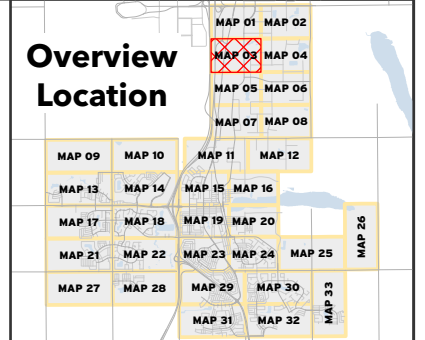 Overview
Location
MAP 01 MAP 02
MAP 03 MAP 04
MAP 05 MAP 06
MAP 07 MAP 08
MAP 09 MAP 10 MAP 11 MAP 12
MAP 13 MAP 14 MAP 15 MAP 16
MAP 17 MAP 18 MAP 19 MAP 20 MAP 26
MAP 21 MAP 22 MAP 23 MAP 24 MAP 25
MAP 27 MAP 28 MAP 29 MAP 30 MAP 33
MAP 31 MAP 32